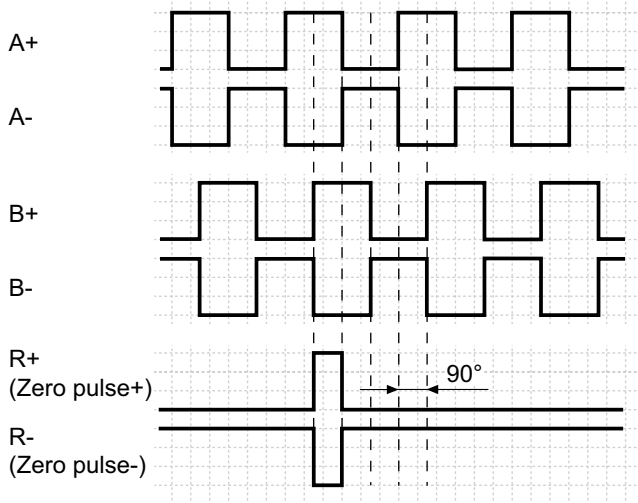 A+
A-
B+
B-
R+
(Zero pulse+)
90°
R-
(Zero pulse-)